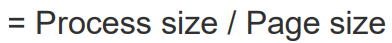 = Process size / Page size